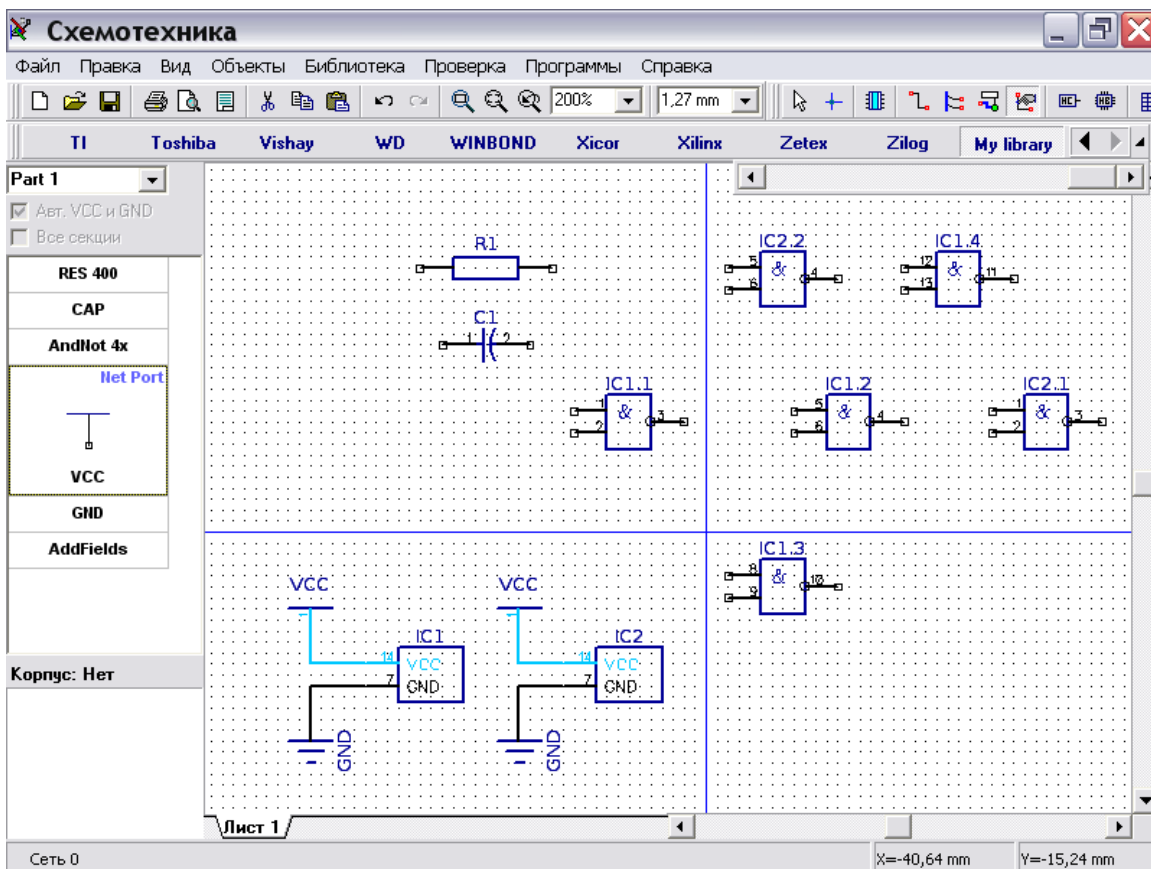 Схемотехника
Файл Правка Вид Объекты Библиотека Проверка Программы Справка
200% 1,27 mm
TI Toshiba Vishay WD WINBOND Xicor Xilinx Zetex Zilog My library
Part 1
Авт. VCC и GND
Все секции
RES 400
CAP
AndNot 4x
Net Port
VCC
VCC
GND
AddFields
Корпус: Нет
R1
C1
1 2
IC1.1
1
2
&
3
IC2.2
5
6
&
4
IC1.4
12
13
&
11
IC1.2
5
6
&
4
IC2.1
1
2
&
3
IC1.3
8
9
&
10
VCC
1
IC1
14 VCC
7 GND
GND
VCC
1
IC2
14 VCC
7 GND
GND
Лист 1
Сеть 0 X=-40,64 mm Y=-15,24 mm